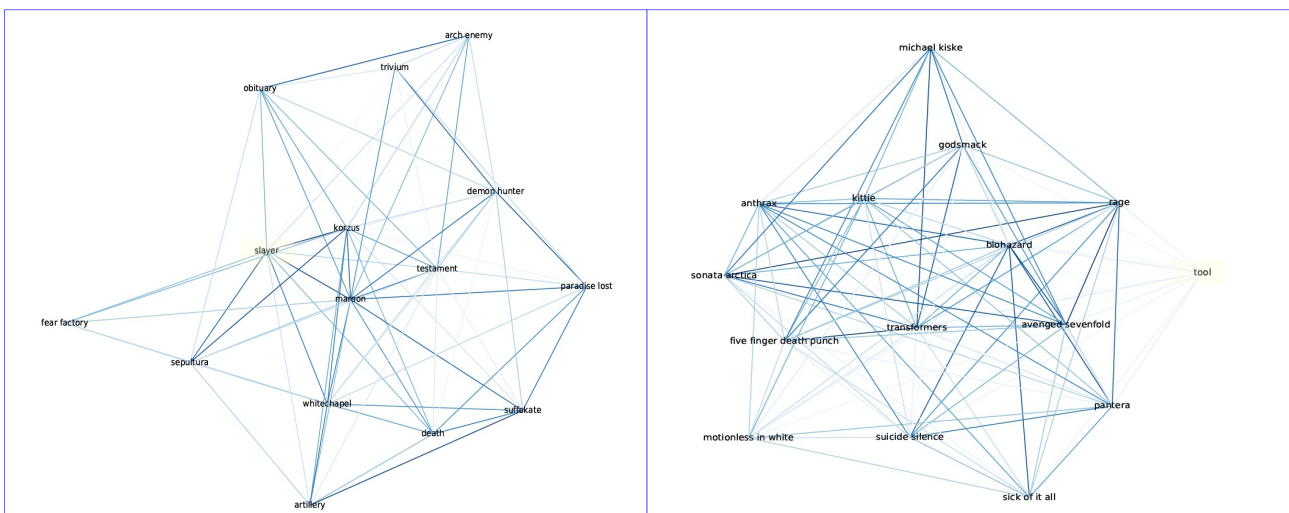 arch enemy
trivium
obituary
demon hunter
korzus
slayer
testament
paradise lost
maroon
fear factory
sepultura
whitechapel
suffokate
death
artillery
michael kiske
godsmack
kittie
anthrax
rage
biohazard
tool
sonata arctica
avenged sevenfold
transformers
five finger death punch
pantera
motionless in white
suicide silence
sick of it all